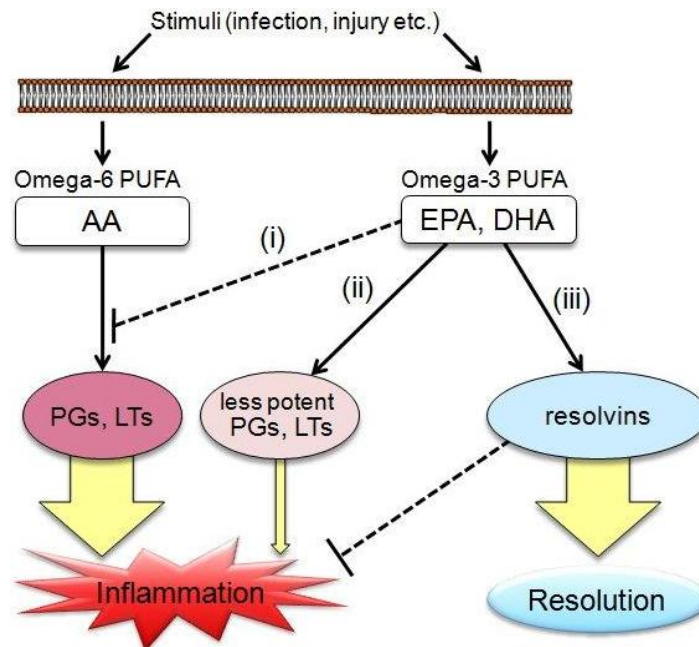 Stimuli (infection, injury etc.)
Omega-6 PUFA
Omega-3 PUFA
AA
EPA, DHA
(i)
(ii)
(iii)
PGs, LTs
less potent
PGs, LTs
resolvins
Inflammation
Resolution